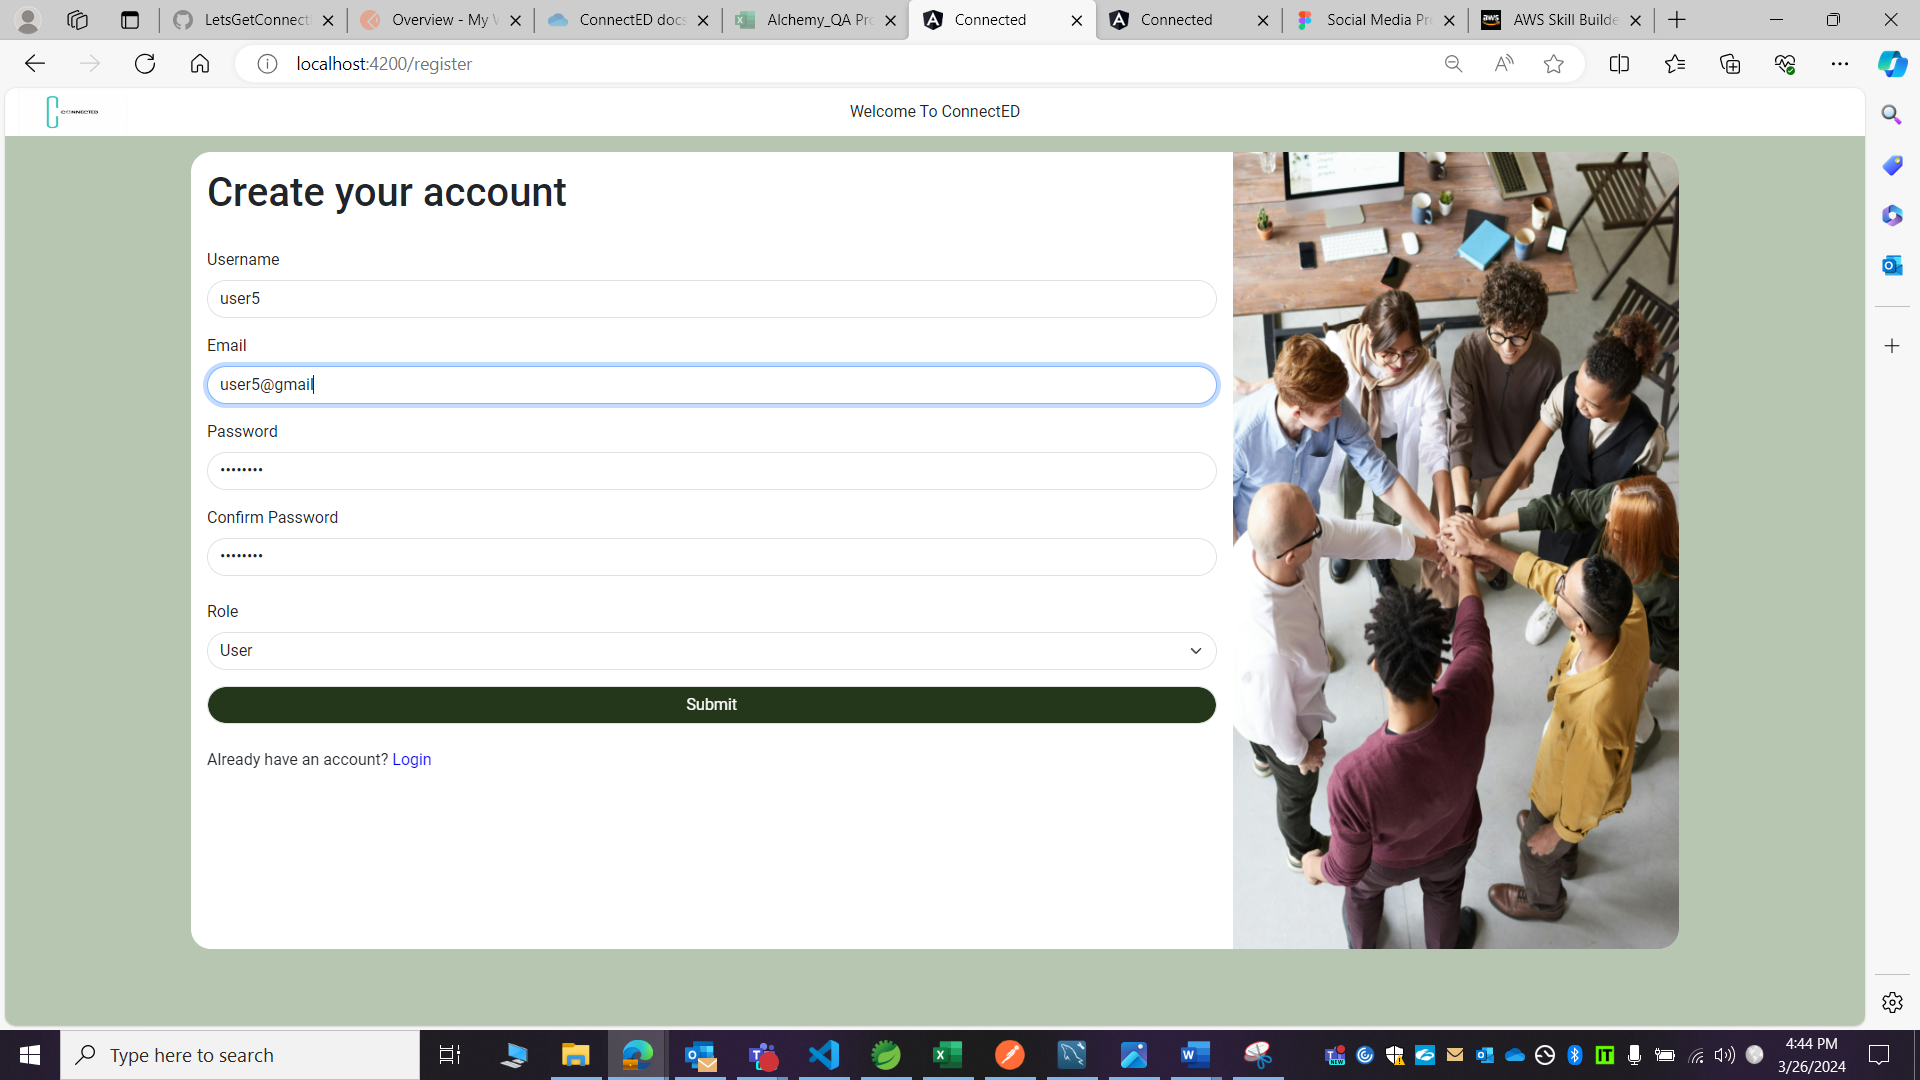 LetsGetConnect
Overview - My V
ConnectED docs
Alchemy_QA Pro
Connected
Connected
Social Media Pr
AWS Skill Builde
localhost:4200/register
CONNECTED
Welcome To ConnectED
Create your account
Username
user5
Email
user5@gmail
Password
••••••••
Confirm Password
••••••••
Role
User
Submit
Already have an account? Login
Type here to search
4:44 PM
3/26/2024